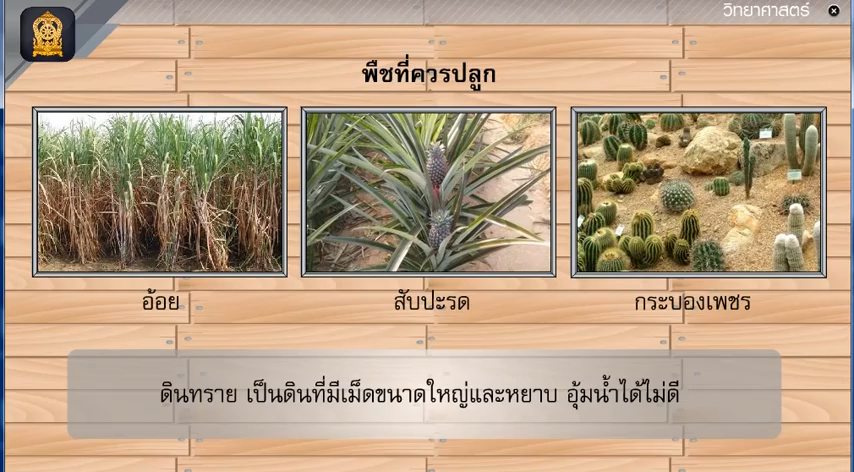 วิทยาศาสตร์
พืชที่ควรปลูก
อ้อย
สับปะรด
กระบองเพชร
ดินทราย เป็นดินที่มีเม็ดขนาดใหญ่และหยาบ อุ้มน้ำได้ไม่ดี